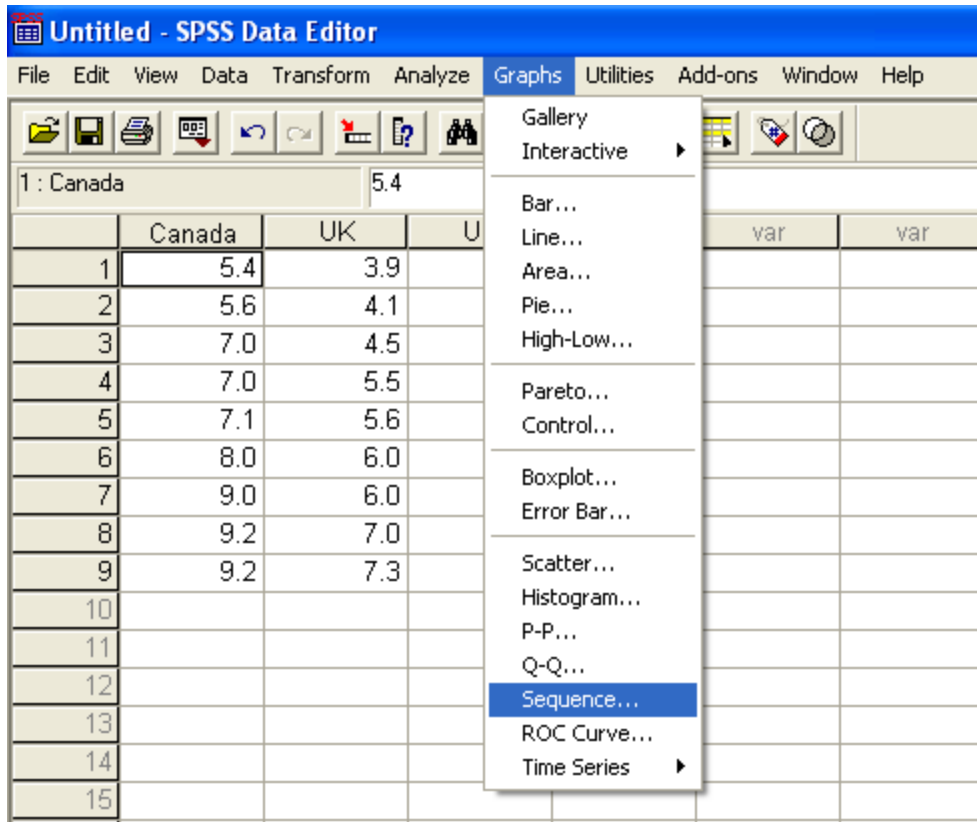 Untitled - SPSS Data Editor
File Edit View Data Transform Analyze Graphs Utilities Add-ons Window Help
1 : Canada 5.4
Canada UK U var var
1 5.4 3.9
2 5.6 4.1
3 7.0 4.5
4 7.0 5.5
5 7.1 5.6
6 8.0 6.0
7 9.0 6.0
8 9.2 7.0
9 9.2 7.3
10
11
12
13
14
15
Gallery
Interactive
Bar...
Line...
Area...
Pie...
High-Low...
Pareto...
Control...
Boxplot...
Error Bar...
Scatter...
Histogram...
P-P...
Q-Q...
Sequence...
ROC Curve...
Time Series